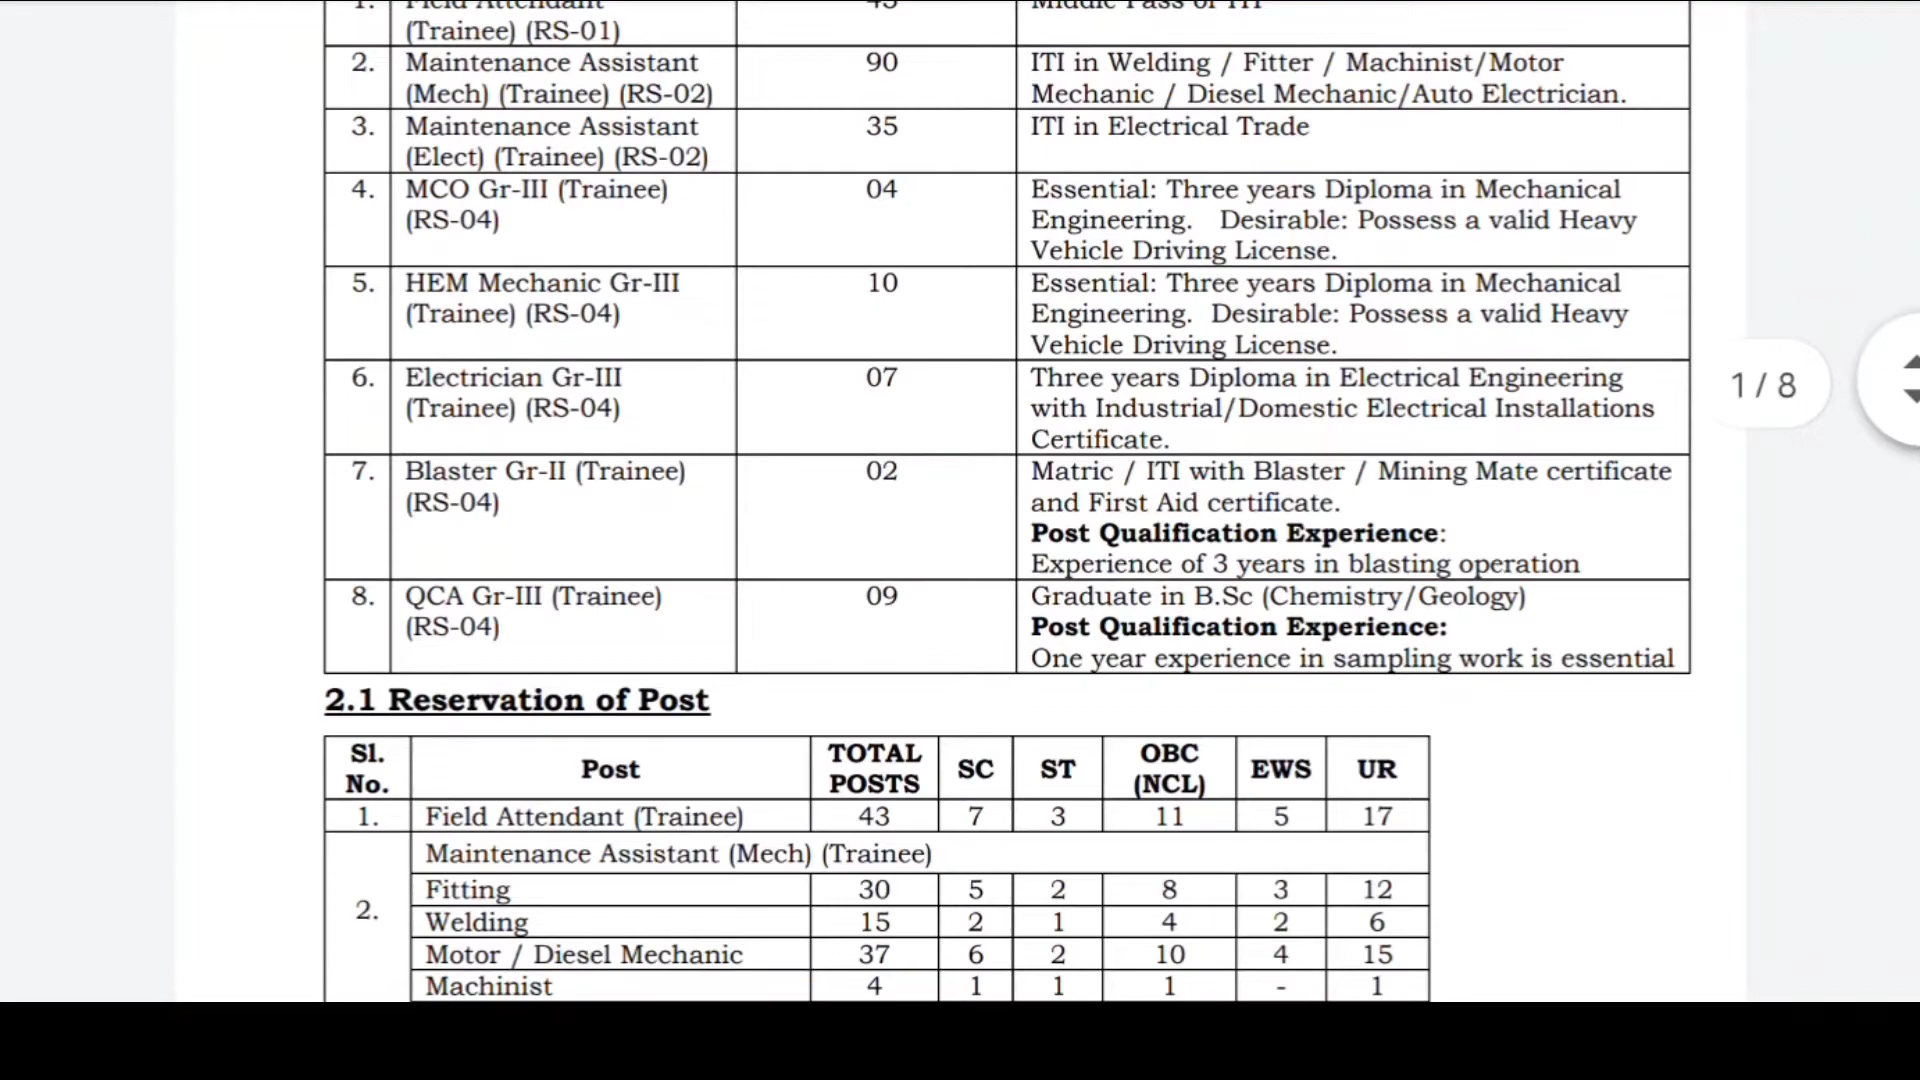 1. Field Attendant 43 Middle Pass or ITI
(Trainee) (RS-01)
2. Maintenance Assistant 90 ITI in Welding / Fitter / Machinist/Motor
(Mech) (Trainee) (RS-02) Mechanic / Diesel Mechanic/Auto Electrician.
3. Maintenance Assistant 35 ITI in Electrical Trade
(Elect) (Trainee) (RS-02)
4. MCO Gr-III (Trainee) 04 Essential: Three years Diploma in Mechanical
(RS-04) Engineering. Desirable: Possess a valid Heavy
Vehicle Driving License.
5. HEM Mechanic Gr-III 10 Essential: Three years Diploma in Mechanical
(Trainee) (RS-04) Engineering. Desirable: Possess a valid Heavy
Vehicle Driving License.
6. Electrician Gr-III 07 Three years Diploma in Electrical Engineering
(Trainee) (RS-04) with Industrial/Domestic Electrical Installations
Certificate.
1 / 8
7. Blaster Gr-II (Trainee) 02 Matric / ITI with Blaster / Mining Mate certificate
(RS-04) and First Aid certificate.
Post Qualification Experience:
Experience of 3 years in blasting operation
8. QCA Gr-III (Trainee) 09 Graduate in B.Sc (Chemistry/Geology)
(RS-04) Post Qualification Experience:
One year experience in sampling work is essential
2.1 Reservation of Post
Sl. No. Post TOTAL POSTS SC ST OBC (NCL) EWS UR
1. Field Attendant (Trainee) 43 7 3 11 5 17
2. Maintenance Assistant (Mech) (Trainee)
Fitting 30 5 2 8 3 12
Welding 15 2 1 4 2 6
Motor / Diesel Mechanic 37 6 2 10 4 15
Machinist 4 1 1 1 - 1